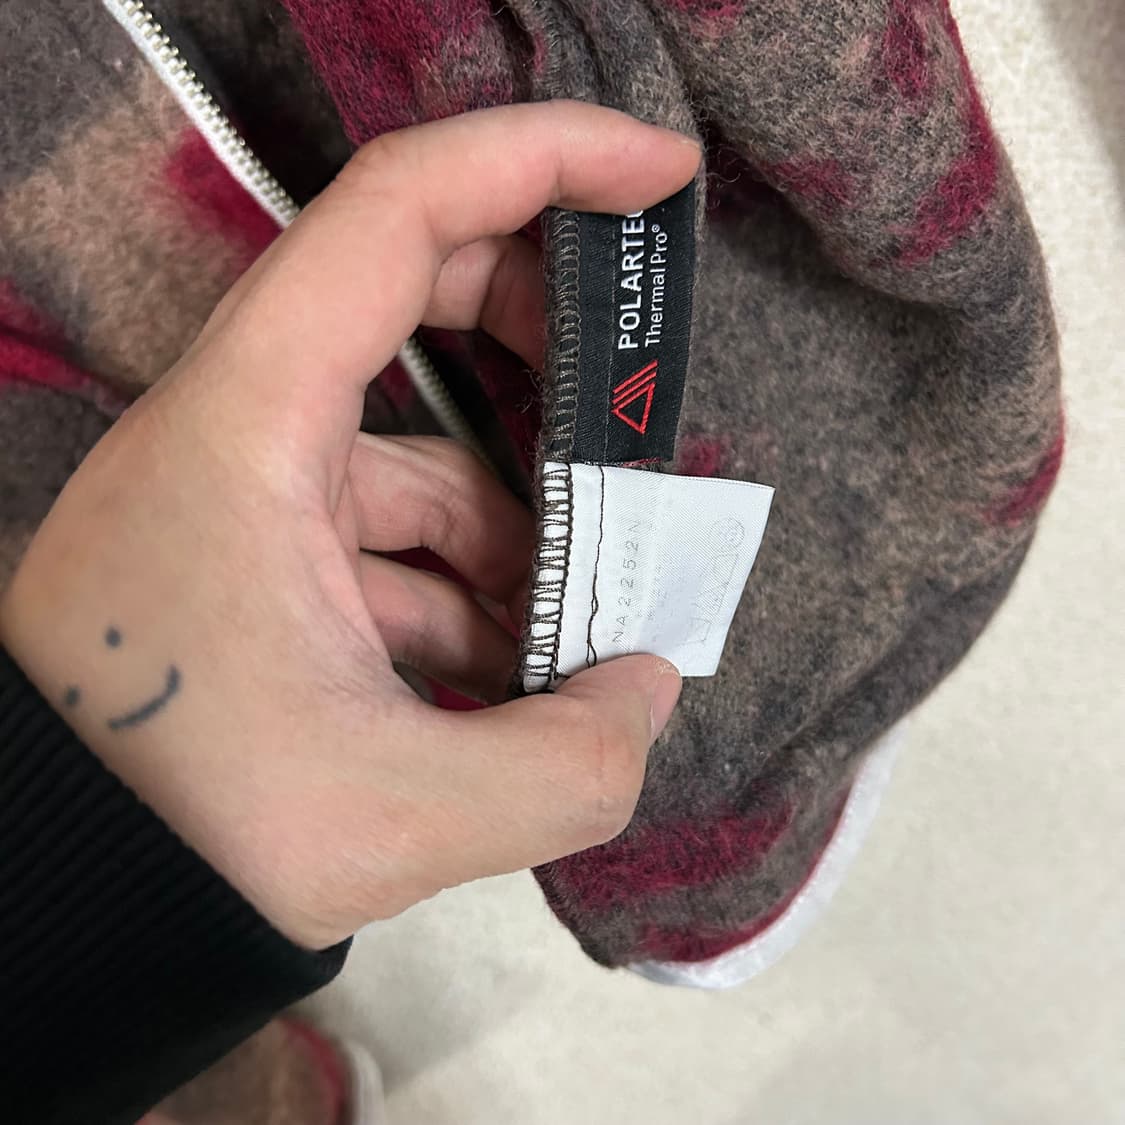 POLARTEC
Thermal Pro®
NA2252N